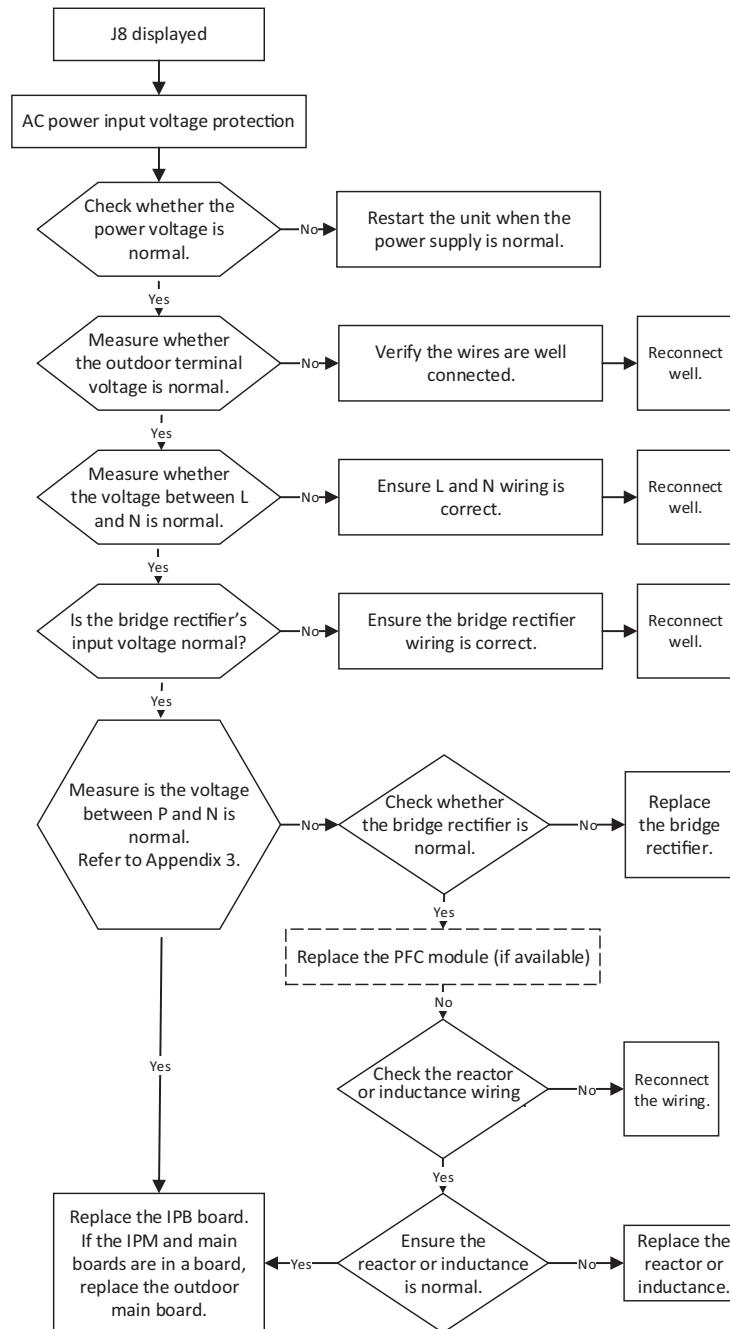 J8 displayed
AC power input voltage protection
Check whether the
power voltage is
normal.
No
Restart the unit when the
power supply is normal.
Yes
Measure whether
the outdoor terminal
voltage is normal.
No
Verify the wires are well
connected.
Reconnect
well.
Yes
Measure whether
the voltage between L
and N is normal.
No
Ensure L and N wiring is
correct.
Reconnect
well.
Yes
Is the bridge rectifier's
input voltage normal?
No
Ensure the bridge rectifier
wiring is correct.
Reconnect
well.
Yes
Measure is the voltage
between P and N is
normal.
Refer to Appendix 3.
No
Check whether
the bridge rectifier is
normal.
No
Replace
the bridge
rectifier.
Yes
Replace the PFC module (if available)
No
Yes
Check the reactor
or inductance wiring.
No
Reconnect
the wiring.
Yes
Replace the IPB board.
If the IPM and main
boards are in a board,
replace the outdoor
main board.
Yes
Ensure the
reactor or inductance
is normal.
No
Replace the
reactor or
inductance.